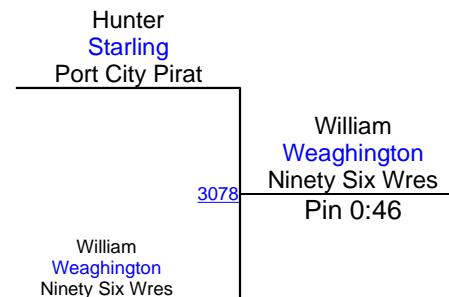 Hunter
Starling
Port City Pirat
William
Weaghington
Ninety Six Wres
3078
Pin 0:46
William
Weaghington
Ninety Six Wres